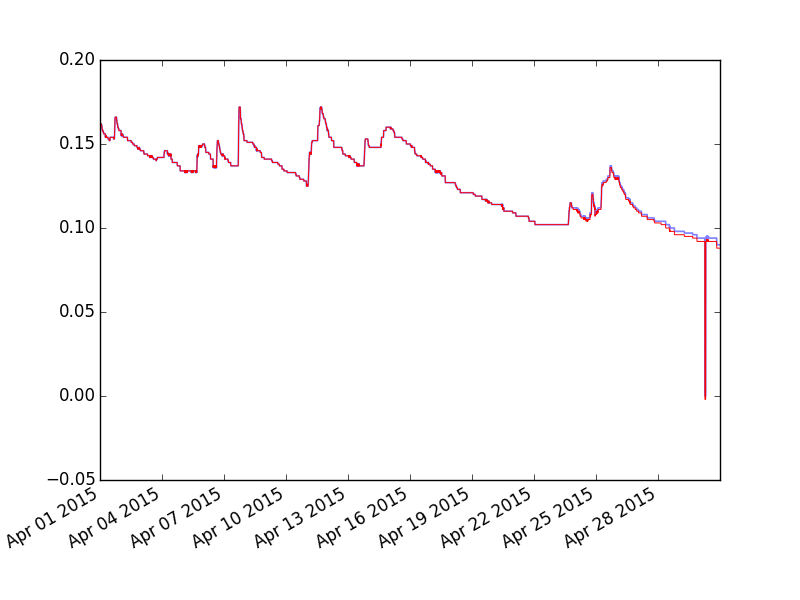 0.20
0.15
0.10
0.05
0.00
−0.05
Apr 01 2015
Apr 04 2015
Apr 07 2015
Apr 10 2015
Apr 13 2015
Apr 16 2015
Apr 19 2015
Apr 22 2015
Apr 25 2015
Apr 28 2015